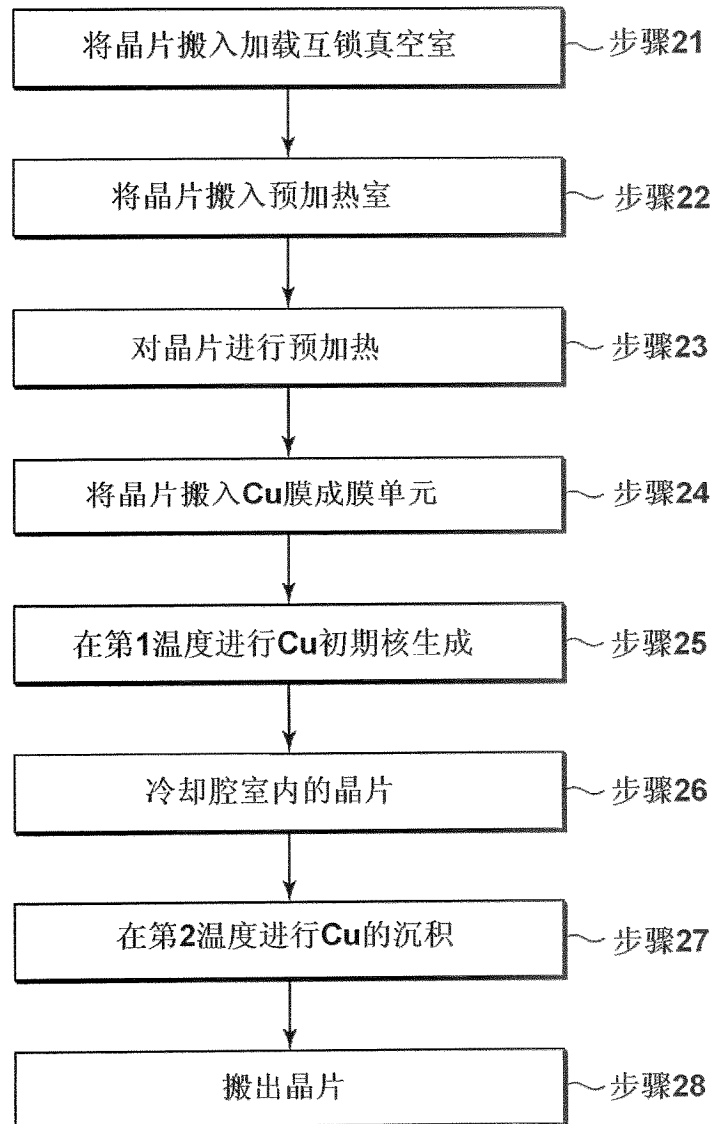 将晶片搬入加载互锁真空室 步骤21
将晶片搬入预加热室 步骤22
对晶片进行预加热 步骤23
将晶片搬入Cu膜成膜单元 步骤24
在第1温度进行Cu初期核生成 步骤25
冷却腔室内的晶片 步骤26
在第2温度进行Cu的沉积 步骤27
搬出晶片 步骤28